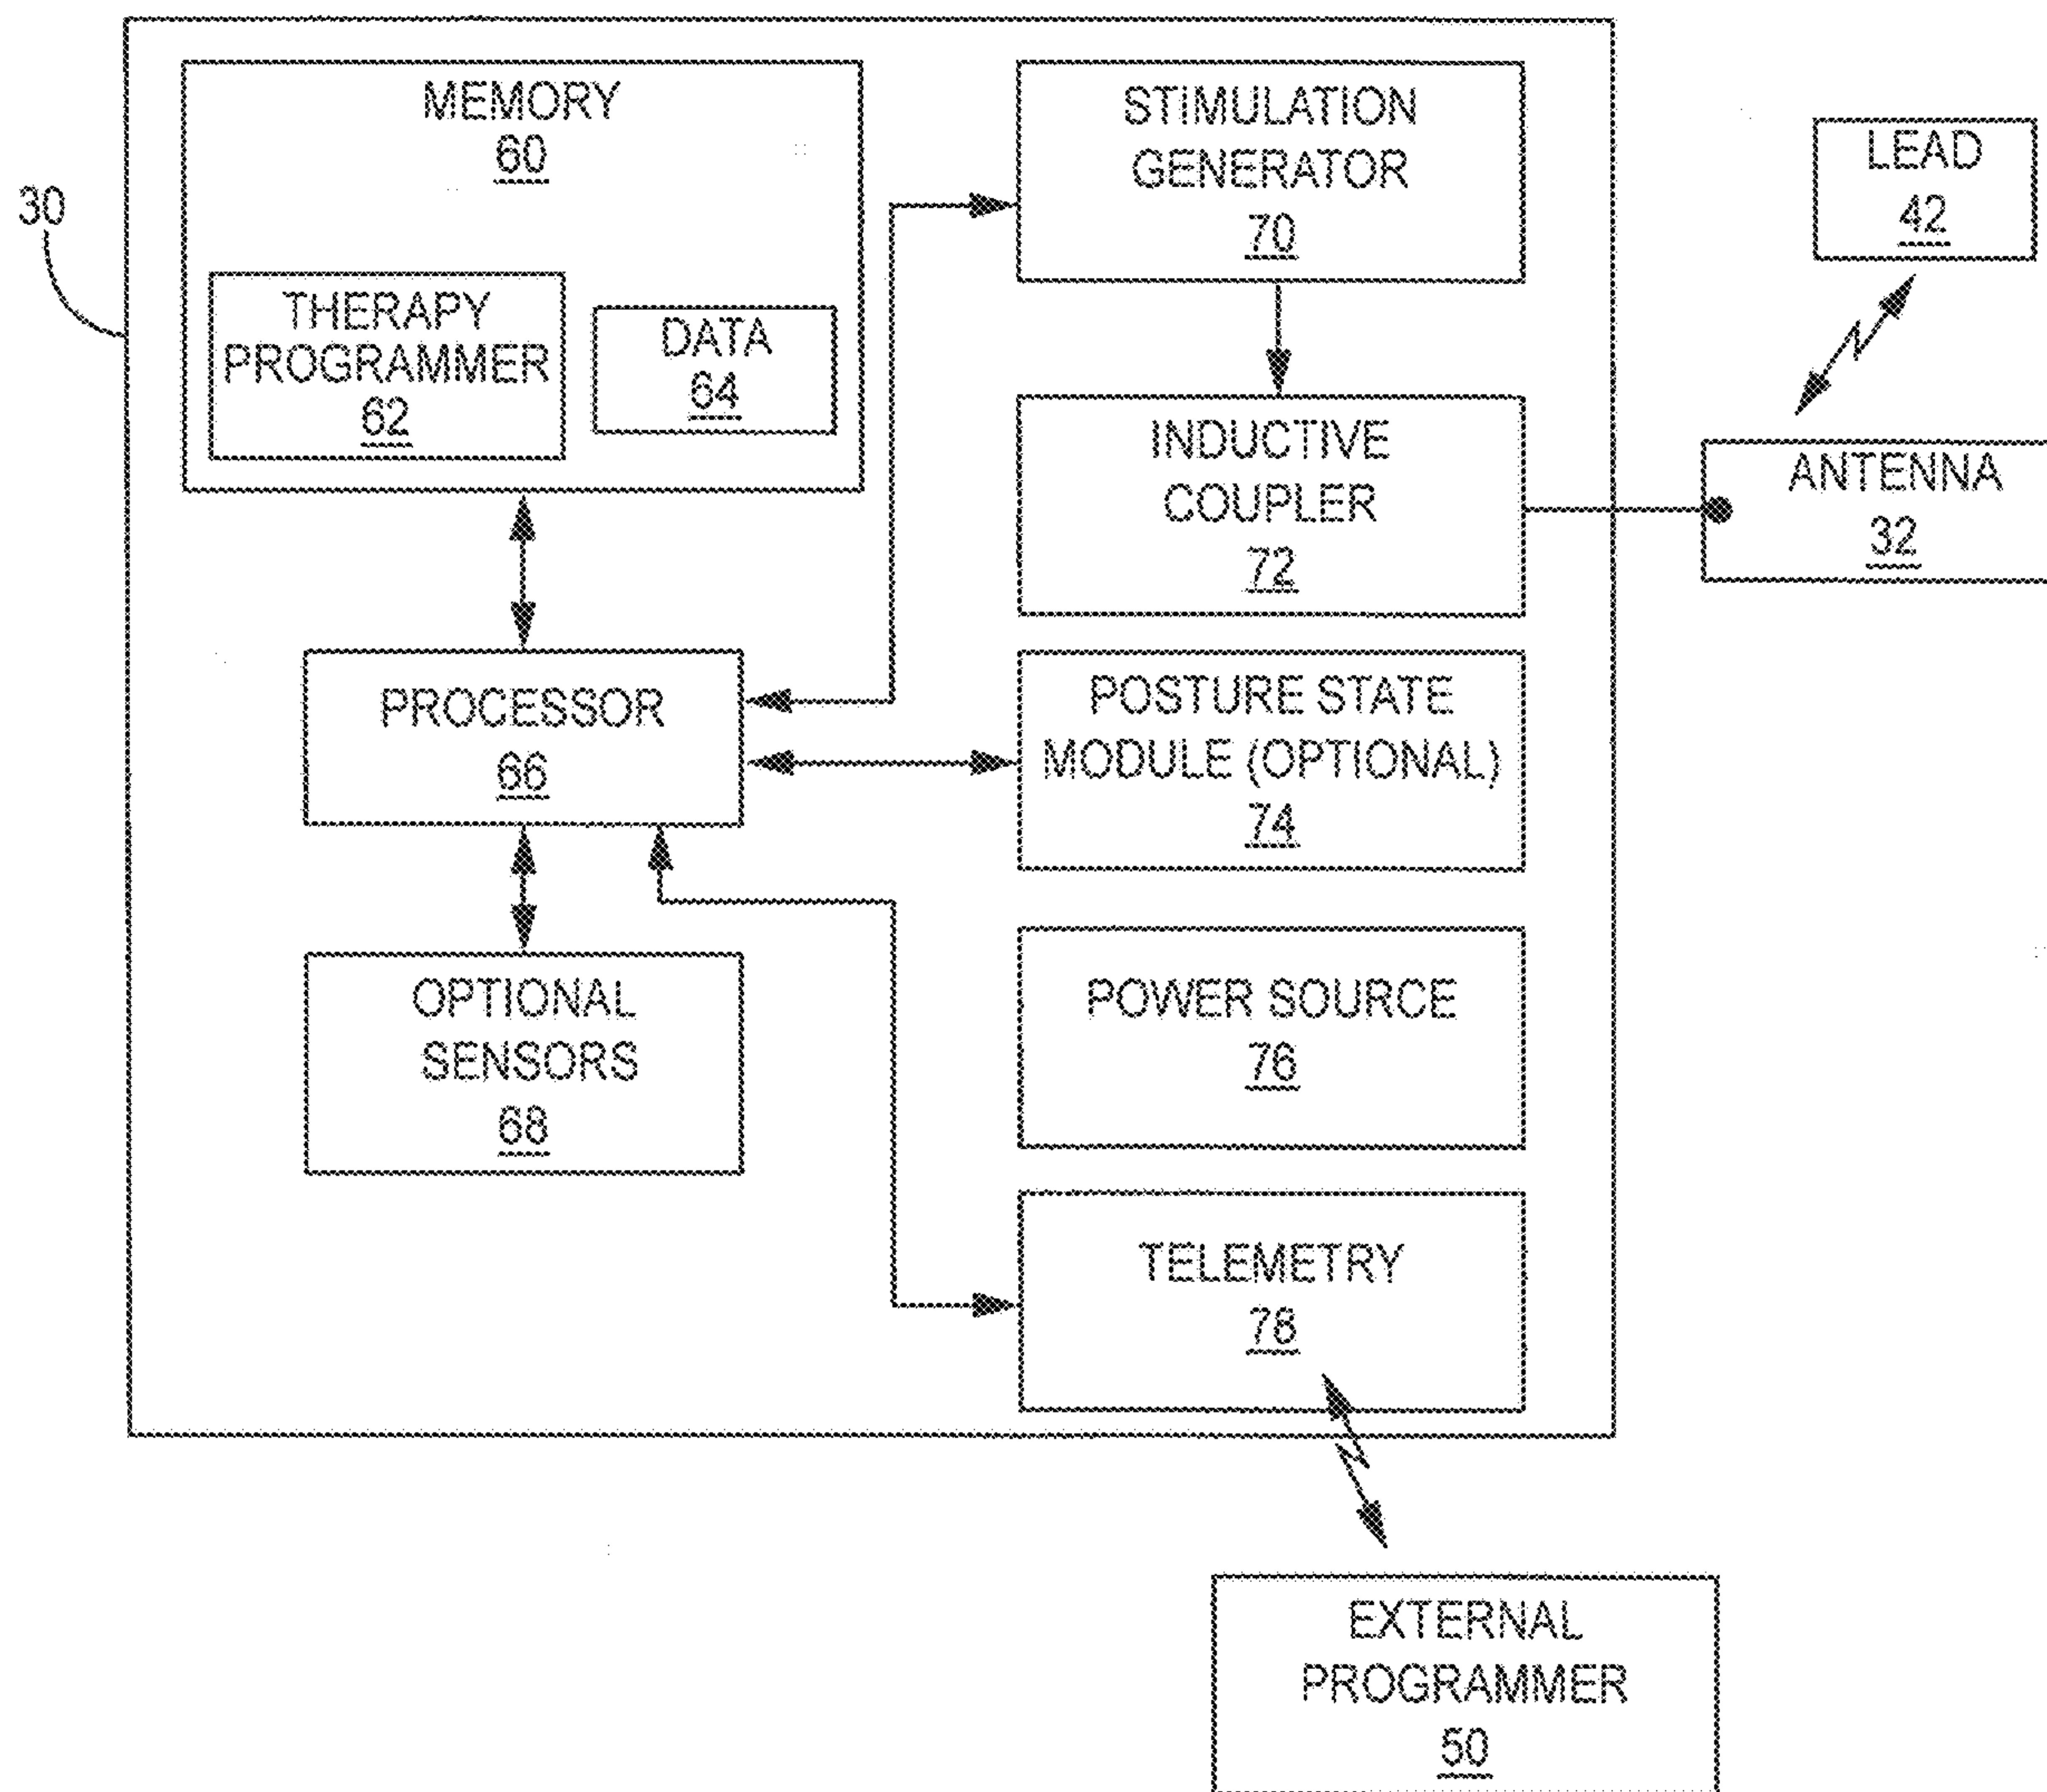 30
MEMORY
60
THERAPY
PROGRAMMER
62
DATA
64
PROCESSOR
66
OPTIONAL
SENSORS
68
STIMULATION
GENERATOR
70
INDUCTIVE
COUPLER
72
POSTURE STATE
MODULE (OPTIONAL)
74
POWER SOURCE
76
TELEMETRY
78
LEAD
42
ANTENNA
32
EXTERNAL
PROGRAMMER
50